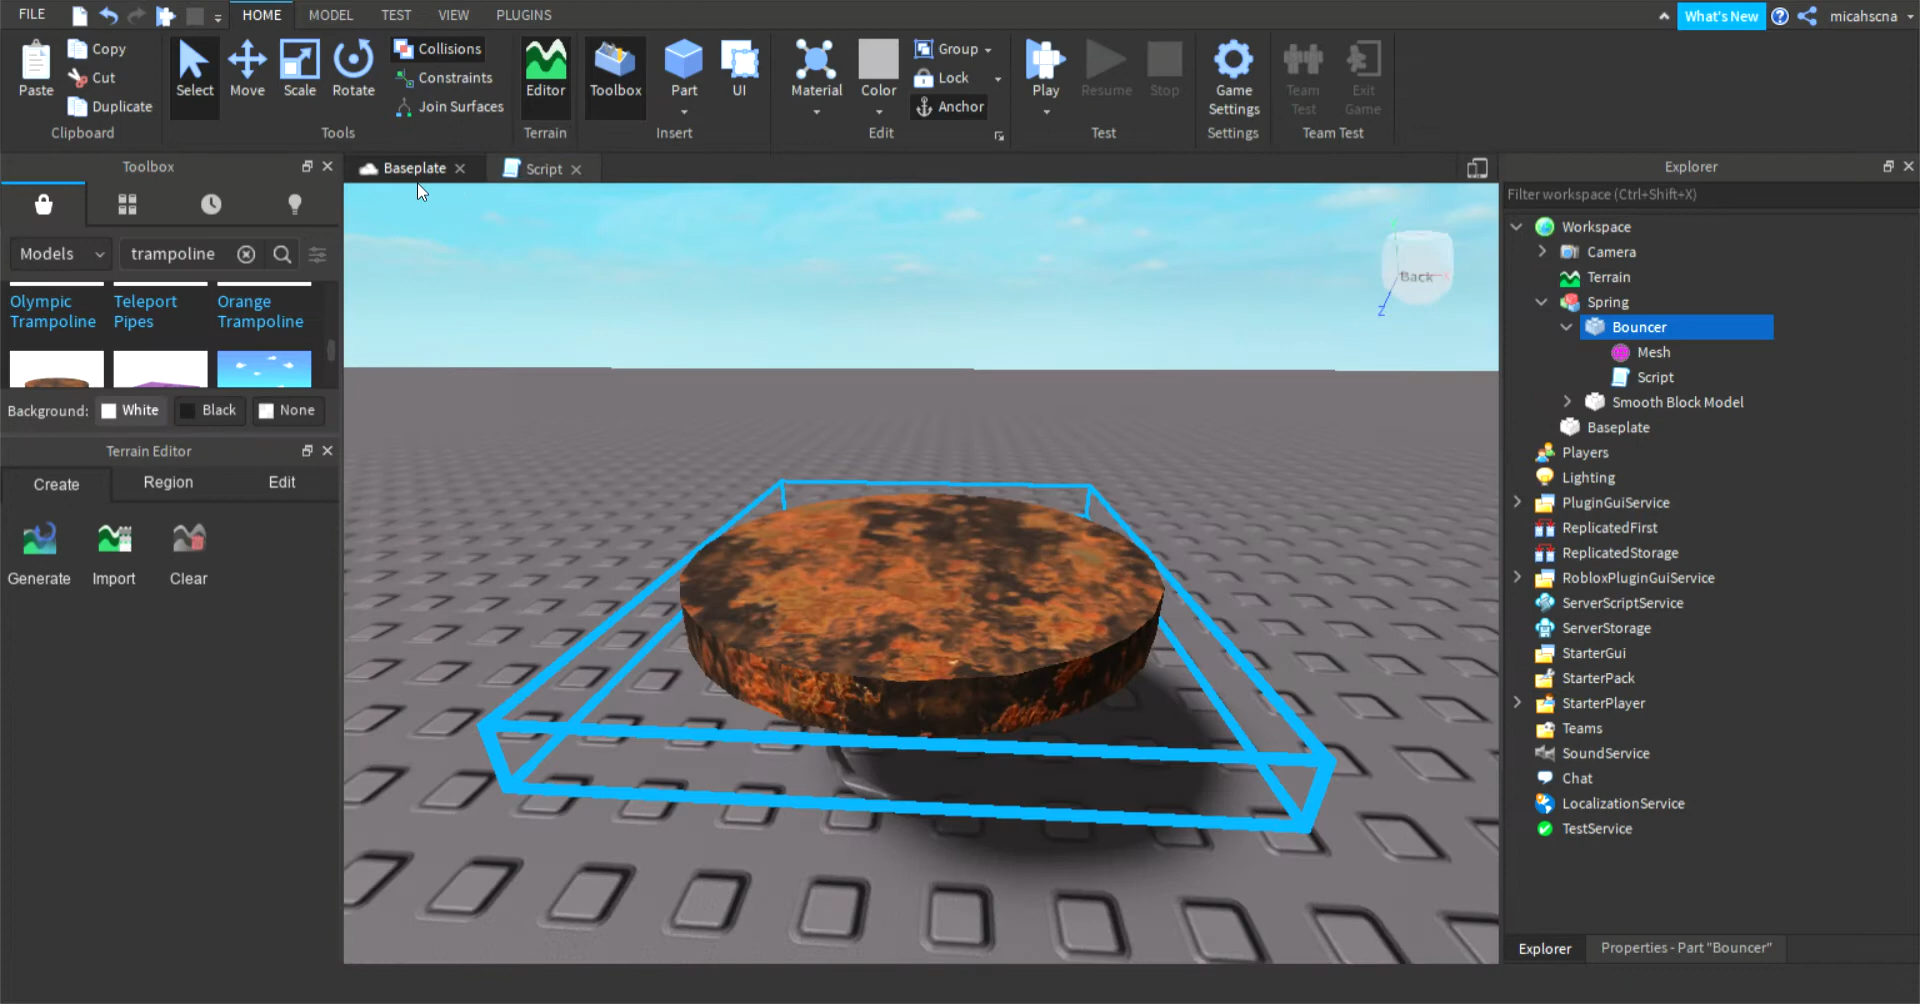 FILE
HOME
MODEL
TEST
VIEW
PLUGINS
What's New
micahscna
Paste
Copy
Cut
Duplicate
Clipboard
Select
Move
Scale
Rotate
Collisions
Constraints
Join Surfaces
Tools
Editor
Terrain
Toolbox
Part
UI
Insert
Material
Color
Group
Lock
Anchor
Edit
Play
Resume
Stop
Test
Game
Settings
Settings
Team
Test
Exit
Game
Team Test
Toolbox
Models
trampoline
Olympic
Trampoline
Teleport
Pipes
Orange
Trampoline
Background:
White
Black
None
Terrain Editor
Create
Region
Edit
Generate
Import
Clear
Baseplate
Script
Back
Z
Explorer
Filter workspace (Ctrl+Shift+X)
Workspace
Camera
Terrain
Spring
Bouncer
Mesh
Script
Smooth Block Model
Baseplate
Players
Lighting
PluginGuiService
ReplicatedFirst
ReplicatedStorage
RobloxPluginGuiService
ServerScriptService
ServerStorage
StarterGui
StarterPack
StarterPlayer
Teams
SoundService
Chat
LocalizationService
TestService
Explorer
Properties - Part "Bouncer"